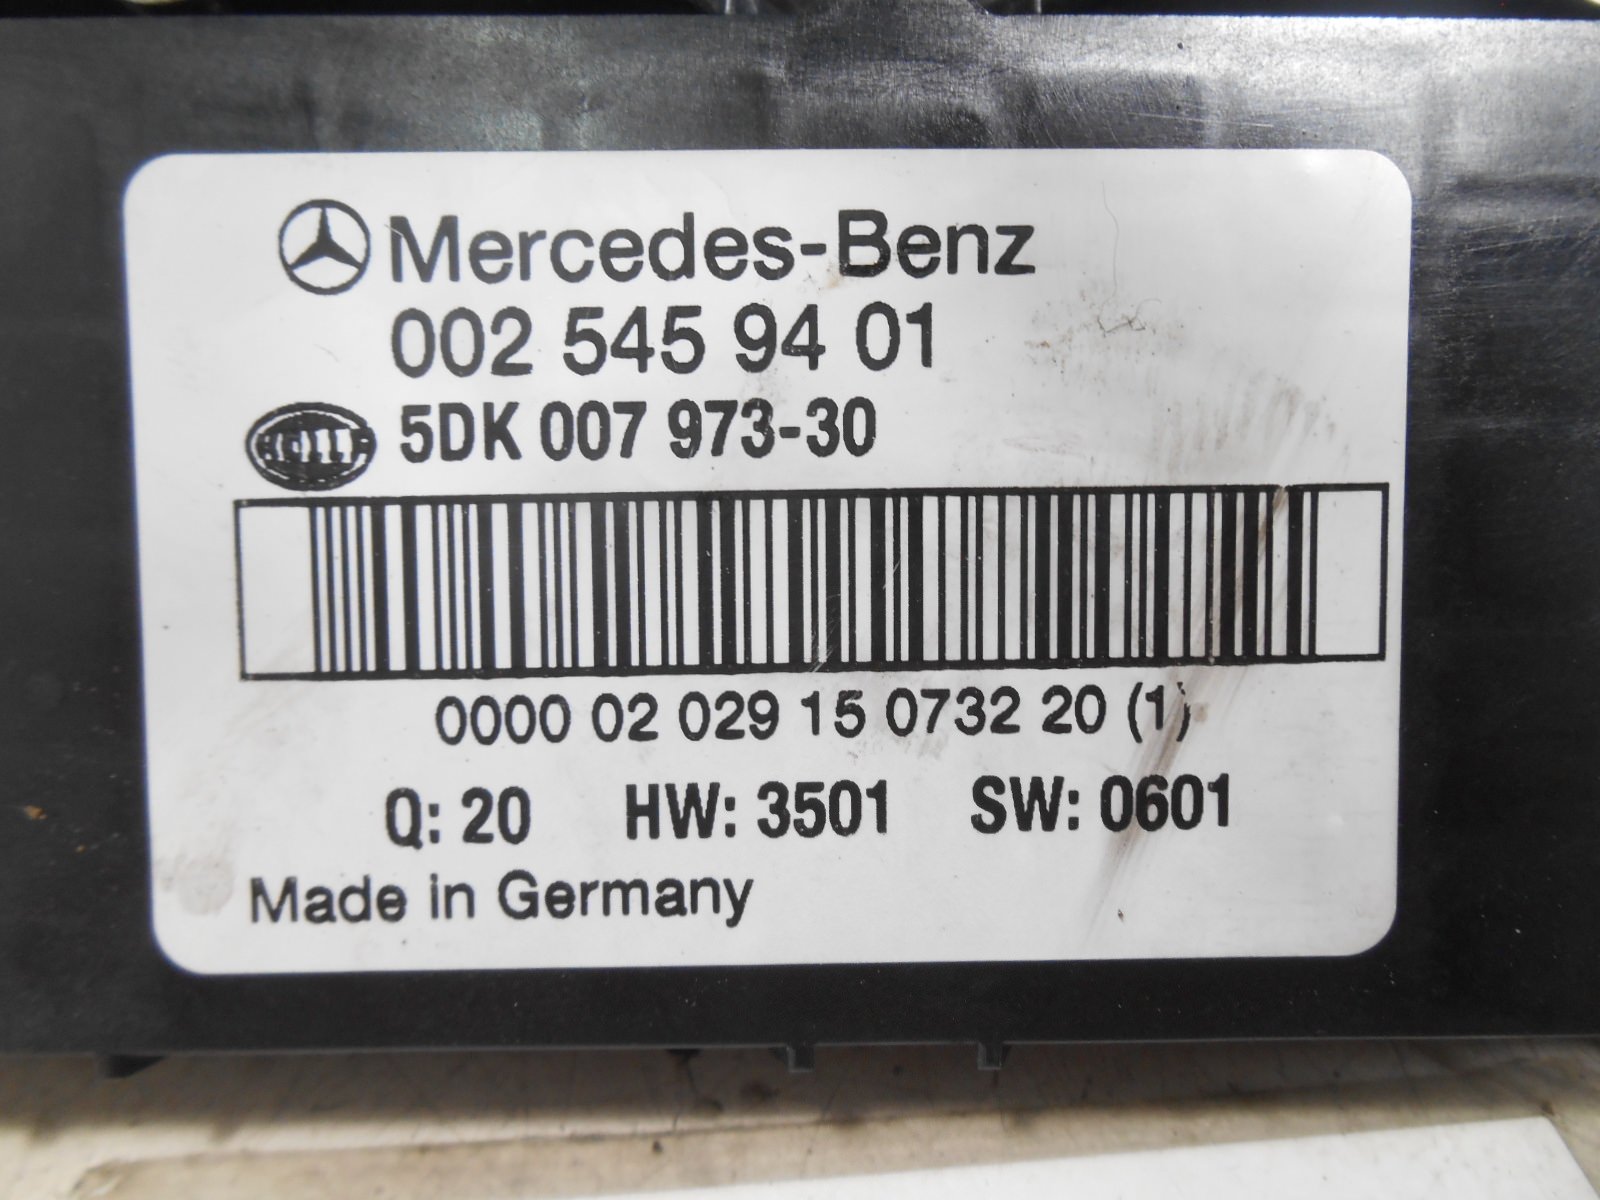 Mercedes-Benz
002 545 94 01
HELLA 5DK 007 973-30
0000 02 029 15 0732 20 (1)
Q: 20 HW: 3501 SW: 0601
Made in Germany